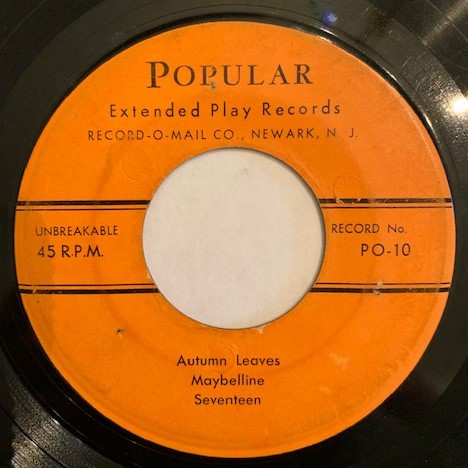 POPULAR
Extended Play Records
RECORD-O-MAIL CO., NEWARK, N. J.
UNBREAKABLE
45 R.P.M.
RECORD No.
PO-10
Autumn Leaves
Maybelline
Seventeen